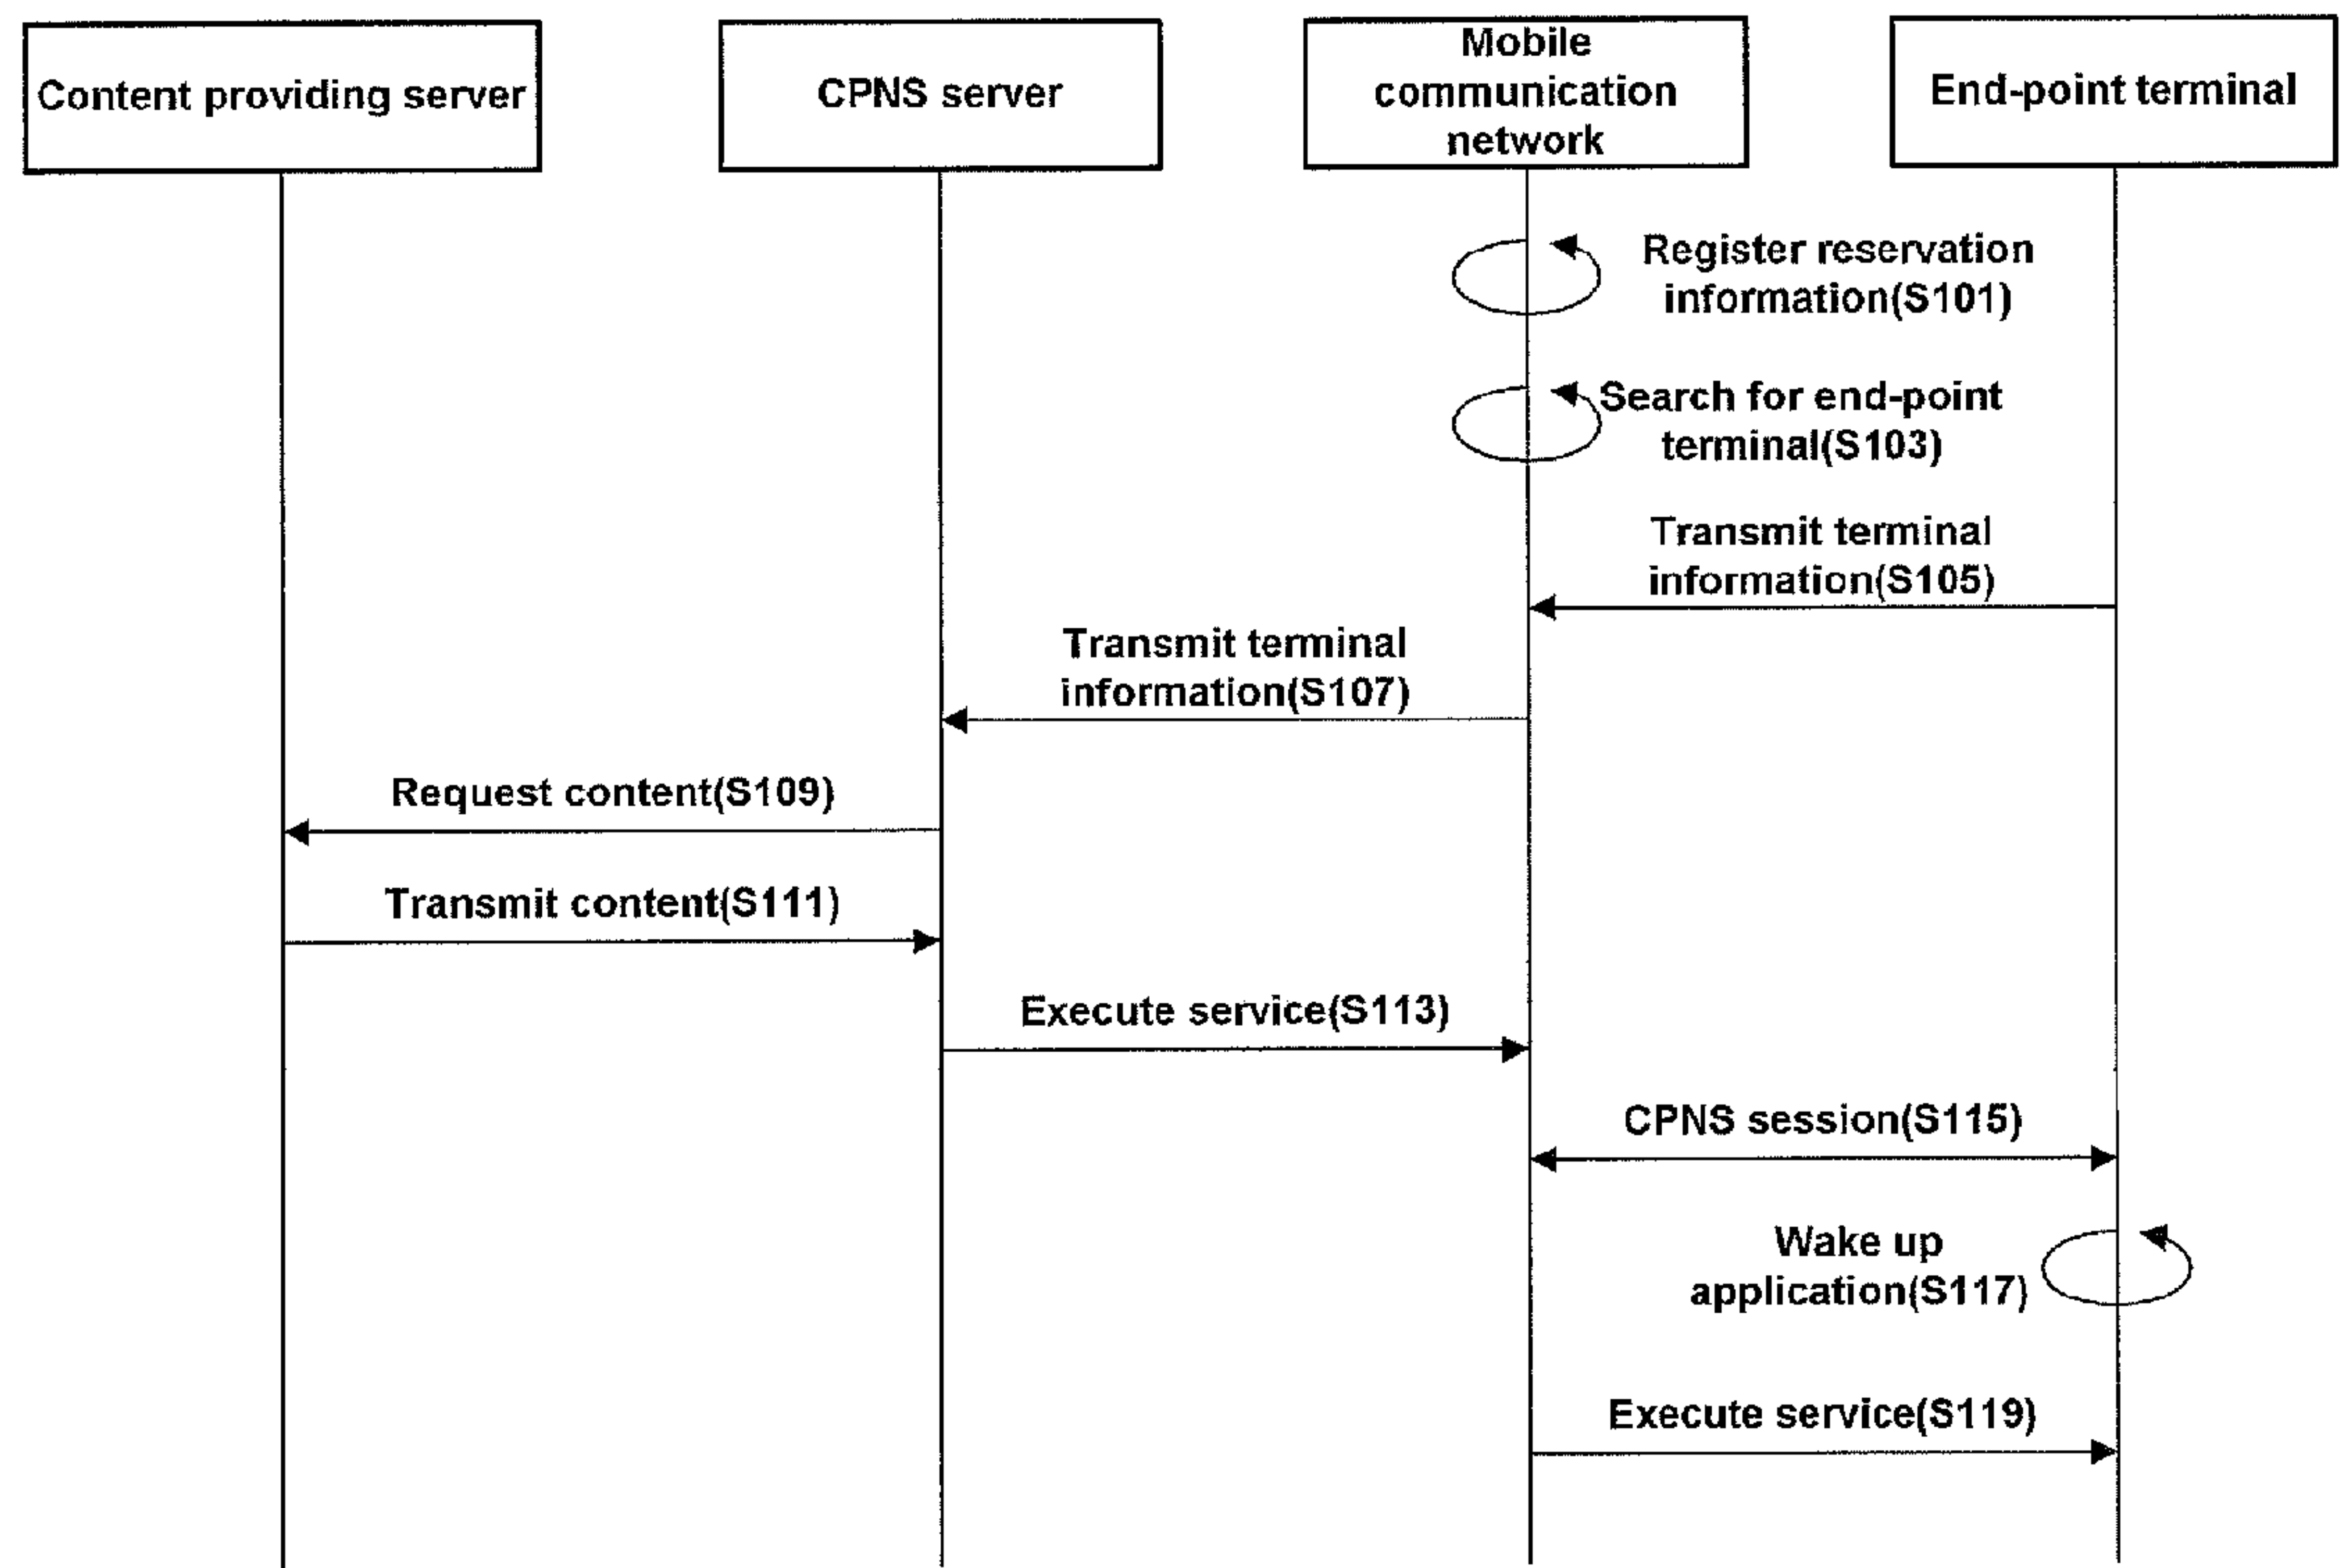 Content providing server
CPNS server
Mobile
communication
network
End-point terminal
Register reservation
information(S101)
Search for end-point
terminal(S103)
Transmit terminal
information(S105)
Transmit terminal
information(S107)
Request content(S109)
Transmit content(S111)
Execute service(S113)
CPNS session(S115)
Wake up
application(S117)
Execute service(S119)